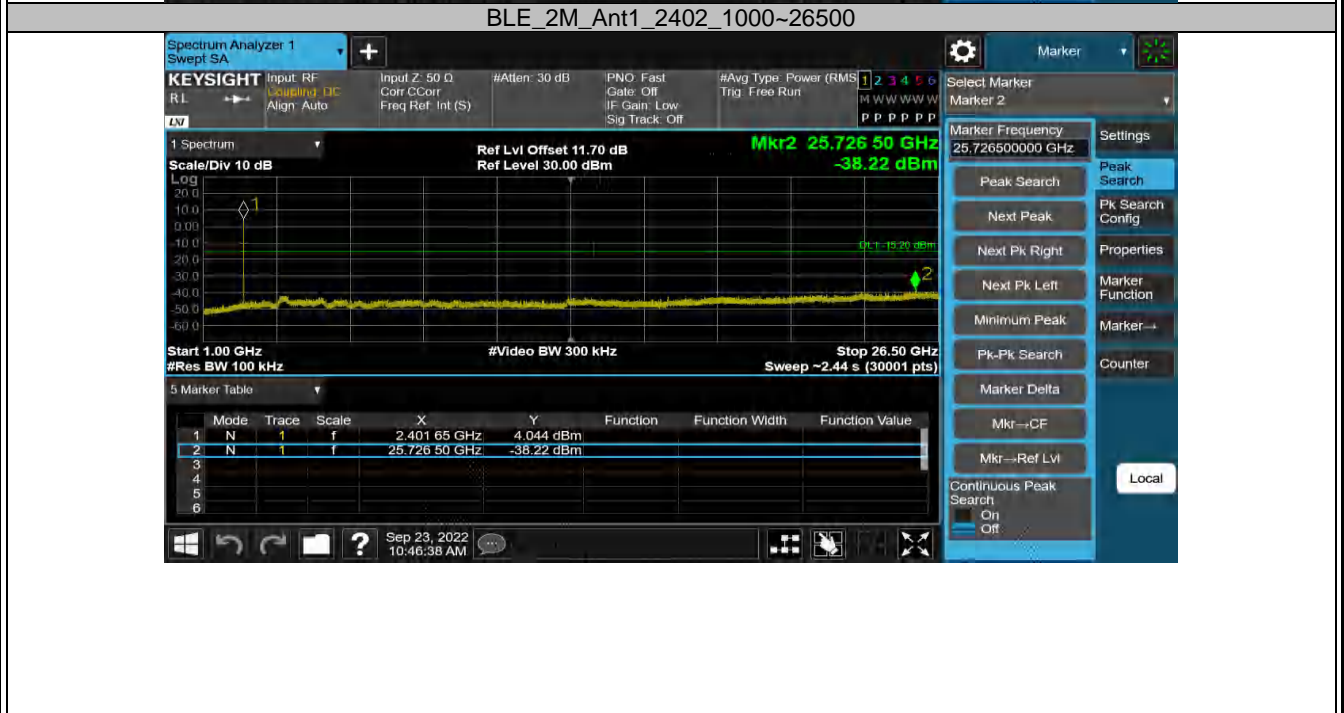 BLE_2M_Ant1_2402_1000~26500
Spectrum Analyzer 1
Swept SA
+
Marker
KEYSIGHT
RL
LXI
Input: RF
Coupling: DC
Align: Auto
Input Z: 50 Ω
Corr CCorr
Freq Ref: Int (S)
#Atten: 30 dB
PNO: Fast
Gate: Off
IF Gain: Low
Sig Track: Off
#Avg Type: Power (RMS
Trig: Free Run
1 2 3 4 5 6
M W W W W W
P P P P P P
Select Marker
Marker 2
1 Spectrum
Scale/Div 10 dB
Ref Lvl Offset 11.70 dB
Ref Level 30.00 dBm
Mkr2 25.726 50 GHz
-38.22 dBm
Log
20.0
10.0
0.00
-10.0
-20.0
-30.0
-40.0
-50.0
-60.0
1
DL1 -15.20 dBm
2
Start 1.00 GHz
#Res BW 100 kHz
#Video BW 300 kHz
Stop 26.50 GHz
Sweep ~2.44 s (30001 pts)
5 Marker Table
Mode Trace Scale X Y Function Function Width Function Value
1 N 1 f 2.401 65 GHz 4.044 dBm
2 N 1 f 25.726 50 GHz -38.22 dBm
3
4
5
6
Marker Frequency
25.726500000 GHz
Peak Search
Next Peak
Next Pk Right
Next Pk Left
Minimum Peak
Pk-Pk Search
Marker Delta
Mkr→CF
Mkr→Ref Lvl
Continuous Peak
Search
On
Off
Settings
Peak
Search
Pk Search
Config
Properties
Marker
Function
Marker→
Counter
Local
?
Sep 23, 2022
10:46:38 AM